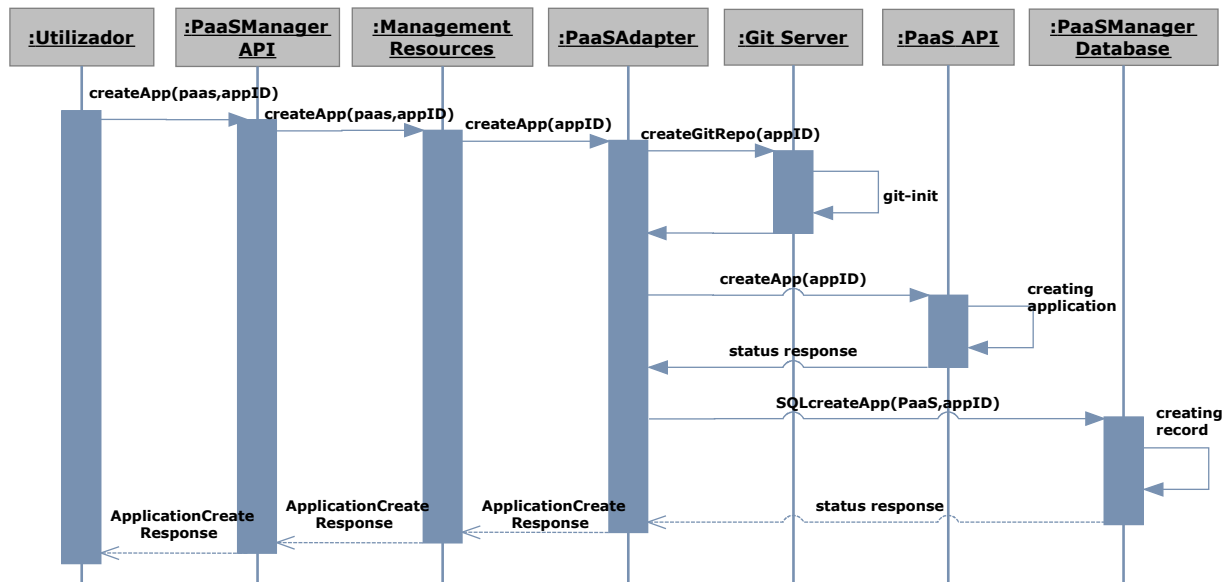 :Utilizador
:PaaSManager
API
:Management
Resources
:PaaSAdapter
:Git Server
:PaaS API
:PaaSManager
Database
createApp(paas,appID)
createApp(paas,appID)
createApp(appID)
createGitRepo(appID)
git-init
createApp(appID)
creating
application
status response
SQLcreateApp(PaaS,appID)
creating
record
status response
ApplicationCreate
Response
ApplicationCreate
Response
ApplicationCreate
Response